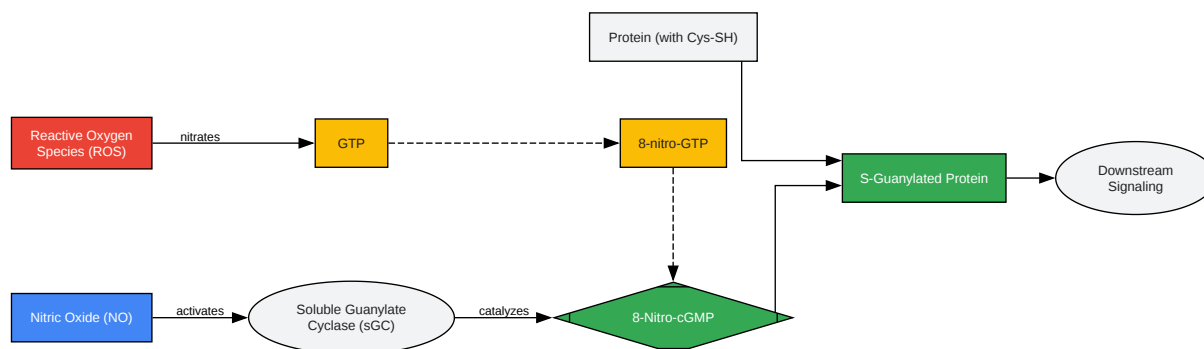 Protein (with Cys-SH)
Reactive Oxygen
Species (ROS)
nitrates
GTP
8-nitro-GTP
S-Guanylated Protein
Downstream
Signaling
Nitric Oxide (NO)
activates
Soluble Guanylate
Cyclase (sGC)
catalyzes
8-Nitro-cGMP